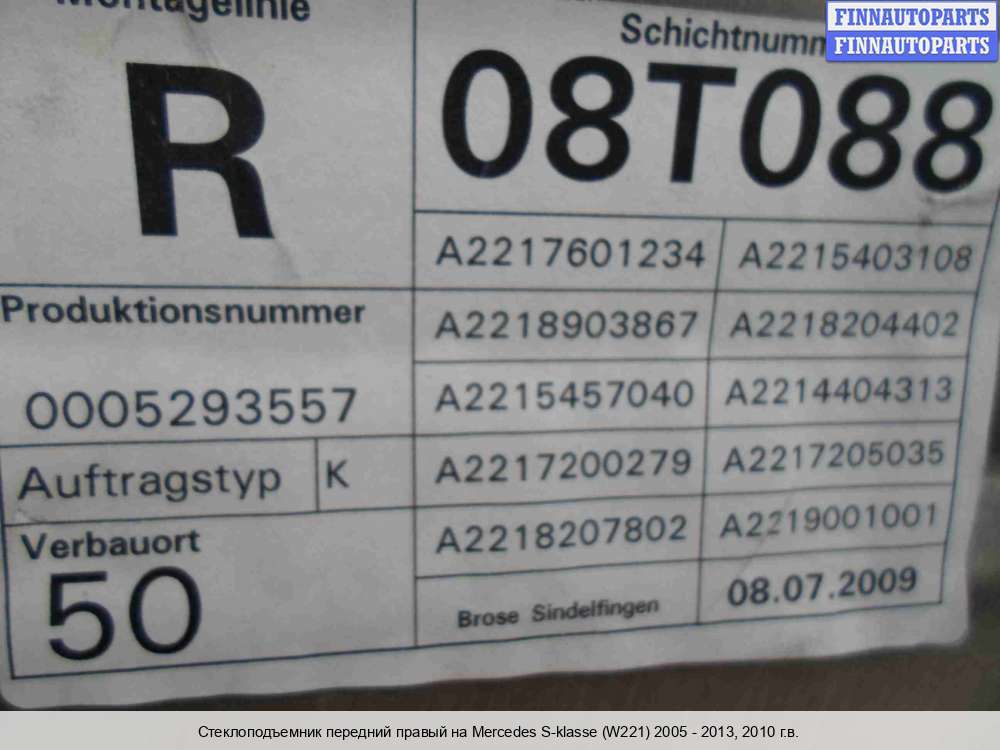 Montagelinie
R
Schichtnumm
08T088
A2217601234 A2215403108
Produktionsnummer
A2218903867 A2218204402
0005293557
A2215457040 A2214404313
Auftragstyp K
A2217200279 A2217205035
Verbauort
50
A2218207802 A2219001001
Brose Sindelfingen 08.07.2009
FINNAUTOPARTS
FINNAUTOPARTS
Стеклоподъемник передний правый на Mercedes S-klasse (W221) 2005 - 2013, 2010 г.в.